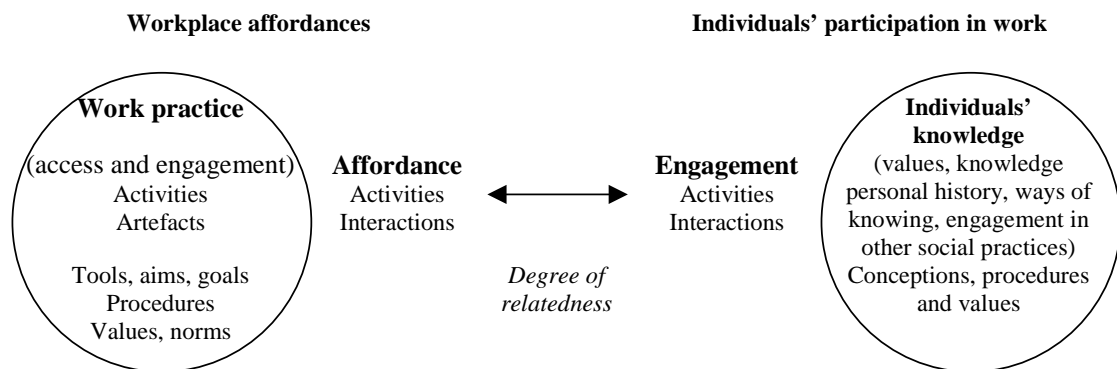 Workplace affordances
Individuals’ participation in work
Work practice
(access and engagement)
Activities
Artefacts
Tools, aims, goals
Procedures
Values, norms
Affordance
Activities
Interactions
Degree of
relatedness
Engagement
Activities
Interactions
Individuals’
knowledge
(values, knowledge
personal history, ways of
knowing, engagement in
other social practices)
Conceptions, procedures
and values